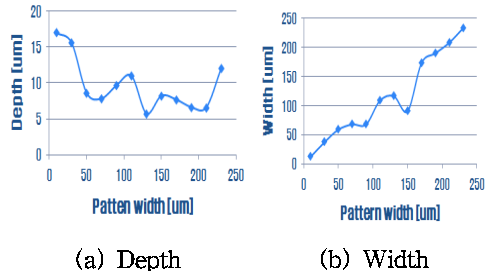 20
15
10
5
0
Depth [um]
0 50 100 150 200 250
Patten width[um]
(a) Depth
250
200
150
100
50
0
Width [um]
0 50 100 150 200 250
Pattern width[um]
(b) Width